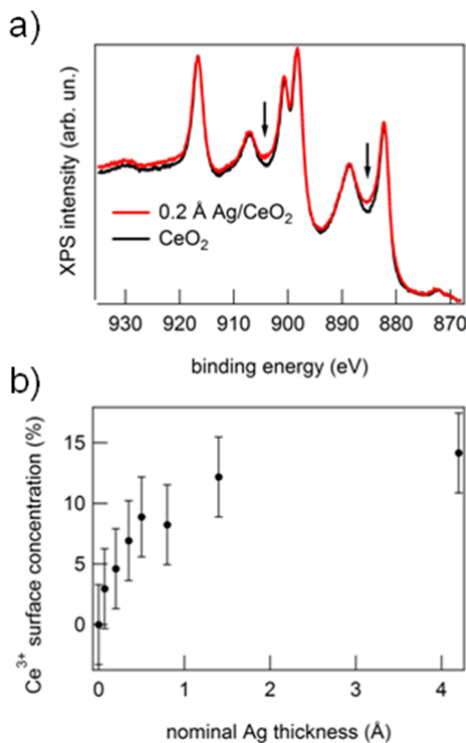 a)
XPS intensity (arb. un.)
0.2 Å Ag/CeO₂
CeO₂
930 920 910 900 890 880 870
binding energy (eV)
b)
Ce³⁺ surface concentration (%)
15
10
5
0
0 1 2 3 4
nominal Ag thickness (Å)